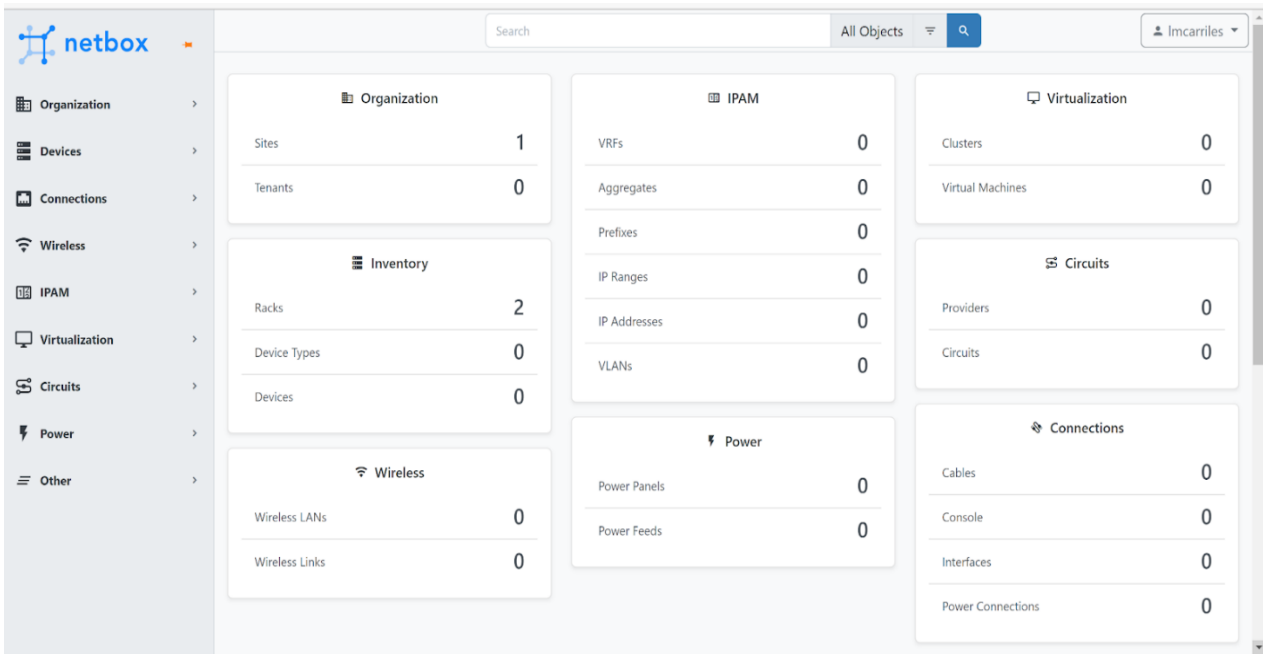 netbox
Search
All Objects
lmcarriles
Organization
Devices
Connections
Wireless
IPAM
Virtualization
Circuits
Power
Other
Organization
Sites 1
Tenants 0
Inventory
Racks 2
Device Types 0
Devices 0
Wireless
Wireless LANs 0
Wireless Links 0
IPAM
VRFs 0
Aggregates 0
Prefixes 0
IP Ranges 0
IP Addresses 0
VLANs 0
Power
Power Panels 0
Power Feeds 0
Virtualization
Clusters 0
Virtual Machines 0
Circuits
Providers 0
Circuits 0
Connections
Cables 0
Console 0
Interfaces 0
Power Connections 0